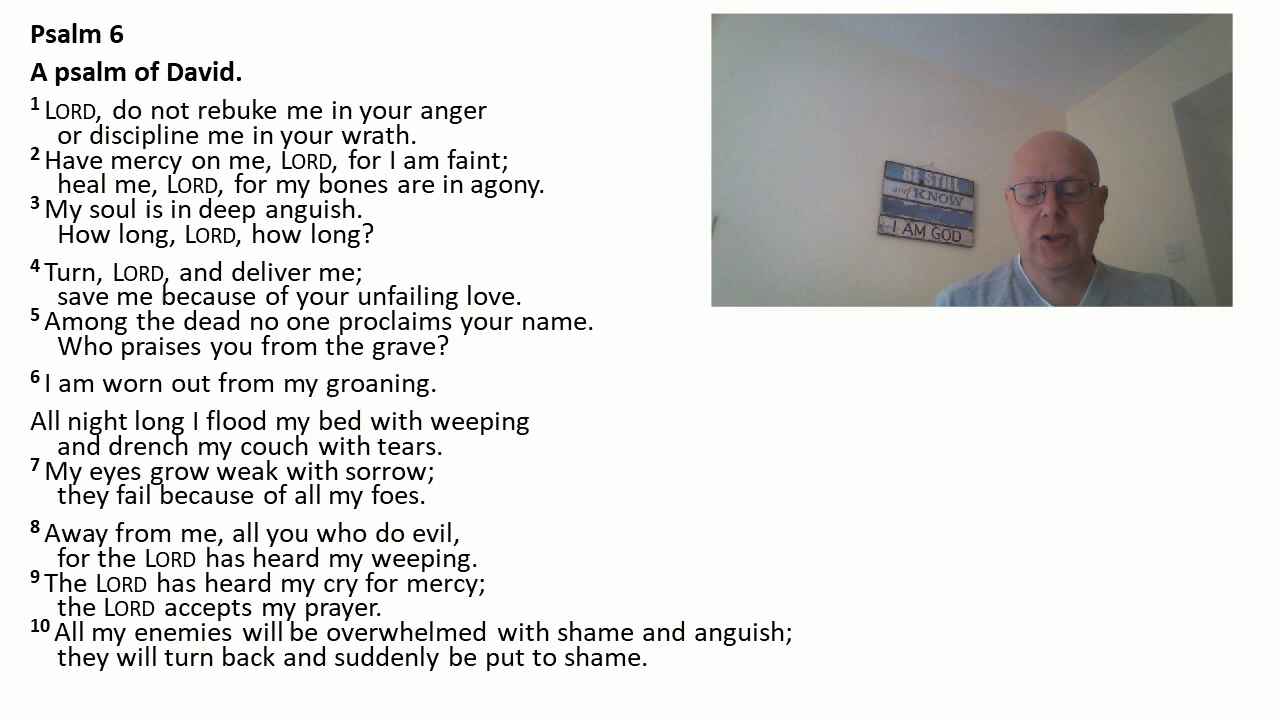 Psalm 6
A psalm of David.
1 LORD, do not rebuke me in your anger
or discipline me in your wrath.
2 Have mercy on me, LORD, for I am faint;
heal me, LORD, for my bones are in agony.
3 My soul is in deep anguish.
How long, LORD, how long?
4 Turn, LORD, and deliver me;
save me because of your unfailing love.
5 Among the dead no one proclaims your name.
Who praises you from the grave?
6 I am worn out from my groaning.
All night long I flood my bed with weeping
and drench my couch with tears.
7 My eyes grow weak with sorrow;
they fail because of all my foes.
8 Away from me, all you who do evil,
for the LORD has heard my weeping.
9 The LORD has heard my cry for mercy;
the LORD accepts my prayer.
10 All my enemies will be overwhelmed with shame and anguish;
they will turn back and suddenly be put to shame.
BE STILL
and KNOW
I AM GOD